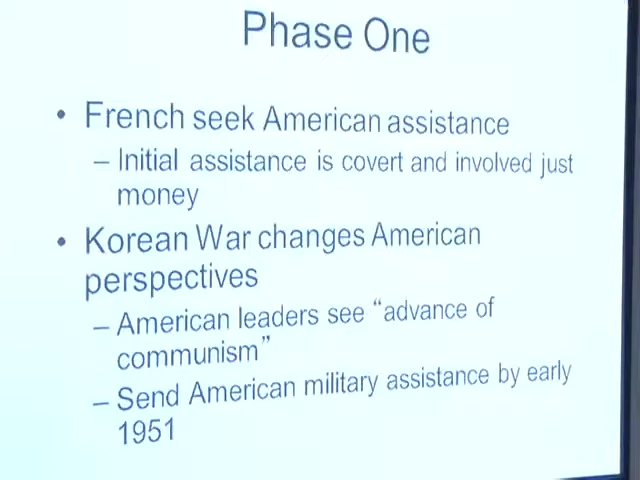 Phase One
• French seek American assistance
– Initial assistance is covert and involved just
money
• Korean War changes American
perspectives
– American leaders see “advance of
communism”
– Send American military assistance by early
1951